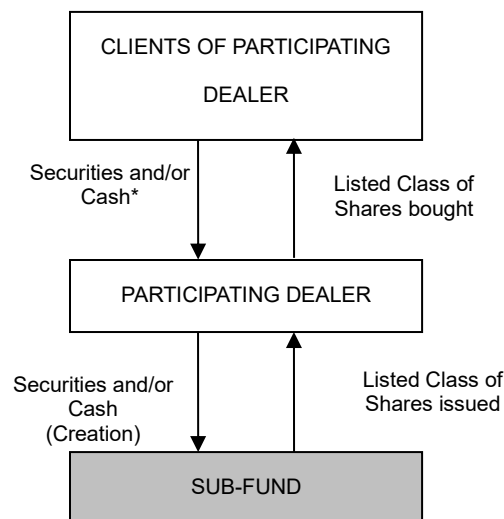 CLIENTS OF PARTICIPATING
DEALER
Securities and/or
Cash*
Listed Class of
Shares bought
PARTICIPATING DEALER
Securities and/or
Cash
(Creation)
Listed Class of
Shares issued
SUB-FUND